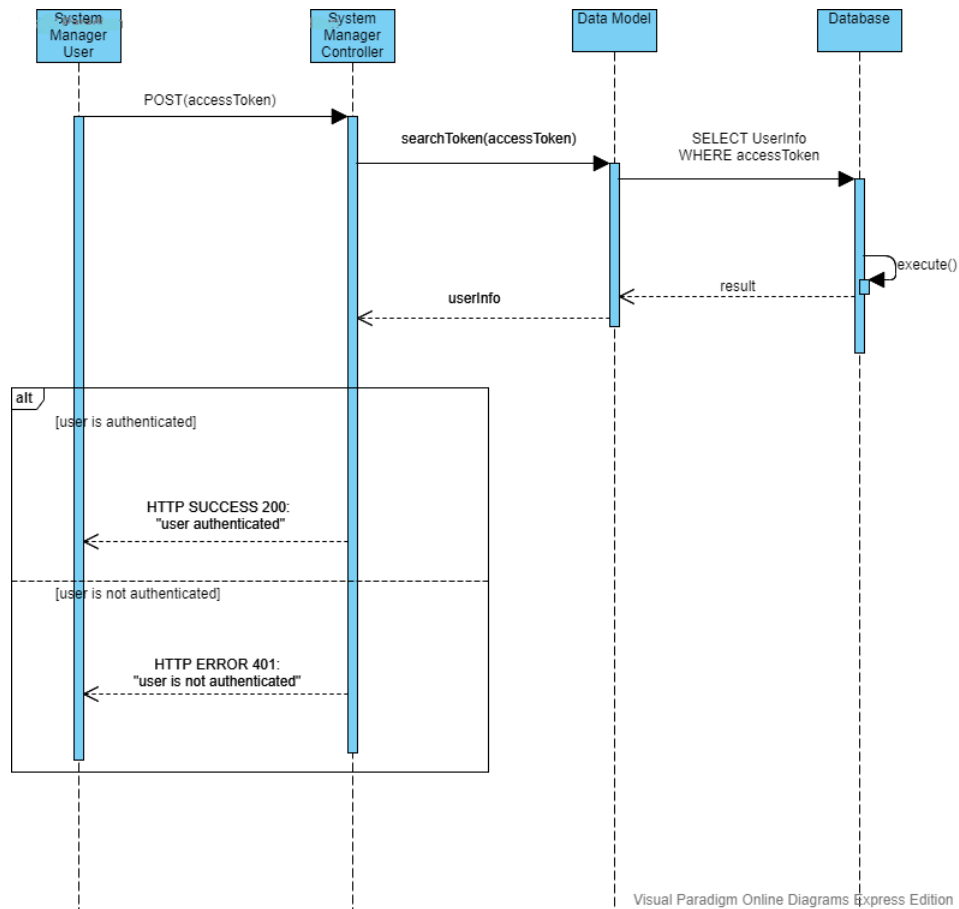 System
Manager
User
System
Manager
Controller
Data Model
Database
POST(accessToken)
searchToken(accessToken)
SELECT UserInfo
WHERE accessToken
execute()
result
userInfo
alt
[user is authenticated]
HTTP SUCCESS 200:
"user authenticated"
[user is not authenticated]
HTTP ERROR 401:
"user is not authenticated"
Visual Paradigm Online Diagrams Express Edition